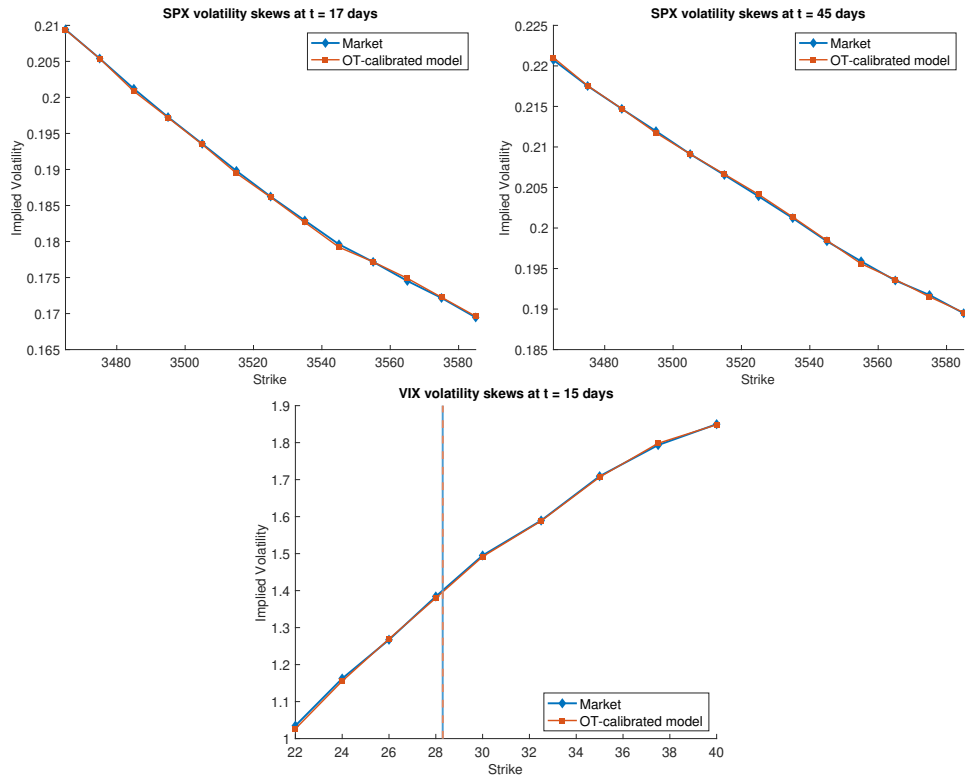 SPX volatility skews at t = 17 days
0.21
0.205
0.2
0.195
0.19
0.185
0.18
0.175
0.17
0.165
Implied Volatility
Market
OT-calibrated model
3480 3500 3520 3540 3560 3580
Strike
SPX volatility skews at t = 45 days
0.225
0.22
0.215
0.21
0.205
0.2
0.195
0.19
0.185
Implied Volatility
Market
OT-calibrated model
3480 3500 3520 3540 3560 3580
Strike
VIX volatility skews at t = 15 days
1.9
1.8
1.7
1.6
1.5
1.4
1.3
1.2
1.1
1
Implied Volatility
Market
OT-calibrated model
22 24 26 28 30 32 34 36 38 40
Strike